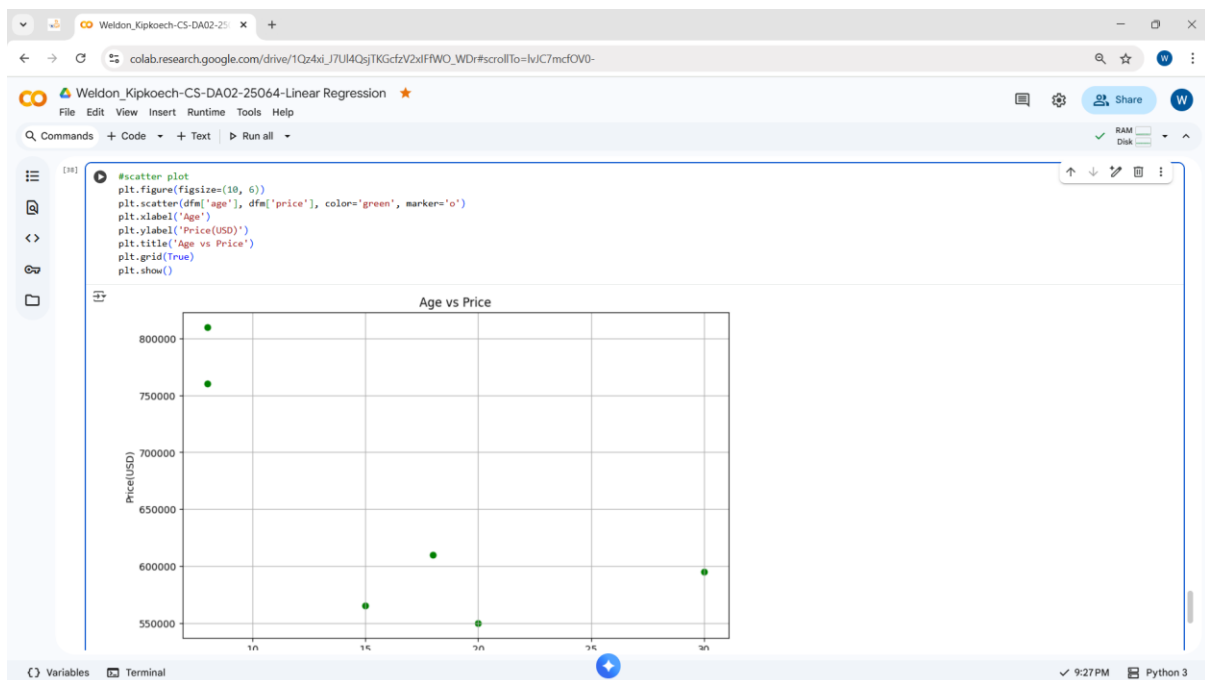 Weldon_Kipkoech-CS-DA02-25
colab.research.google.com/drive/1Qz4xi_J7Ul4QsjTKGcfzV2xIFfWO_WDr#scrollTo=lvJC7mcfOV0-
W
CO
Weldon_Kipkoech-CS-DA02-25064-Linear Regression
Share
W
File Edit View Insert Runtime Tools Help
Commands + Code + Text Run all
RAM
Disk
[38]
#scatter plot
plt.figure(figsize=(10, 6))
plt.scatter(dfm['age'], dfm['price'], color='green', marker='o')
plt.xlabel('Age')
plt.ylabel('Price(USD)')
plt.title('Age vs Price')
plt.grid(True)
plt.show()
Age vs Price
800000
750000
700000
650000
600000
550000
Price(USD)
10 15 20 25 30
{} Variables Terminal
9:27 PM Python 3